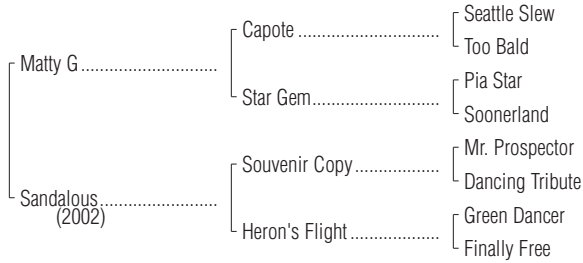 Seattle Slew
Capote ................................
Too Bald
Matty G ...............................
Pia Star
Star Gem .............................
Soonerland
Mr. Prospector
Souvenir Copy ....................
Dancing Tribute
Sandalous ...........................
(2002)
Green Dancer
Heron's Flight .....................
Finally Free